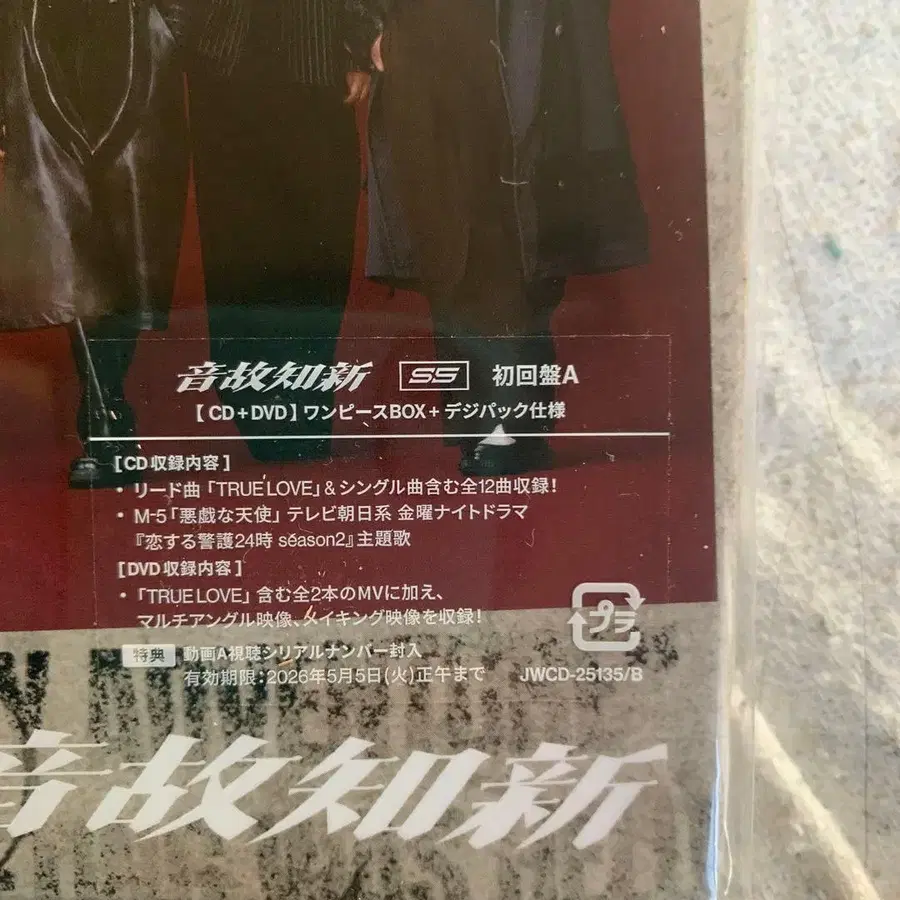 音故知新 SS 初回盤A
【CD+DVD】ワンピースBOX+デジパック仕様
[CD収録内容]
・リード曲「TRUE LOVE」&シングル曲含む全12曲収録!
・M-5「悪戯な天使」テレビ朝日系 金曜ナイトドラマ
『恋する警護24時 season2』主題歌
[DVD収録内容]
・「TRUE LOVE」含む全2本のMVに加え、
マルチアングル映像、メイキング映像を収録!
プラ
特典 動画A視聴シリアルナンバー封入
有効期限:2026年5月5日(火)正午まで
JWCD-25135/B
音故知新